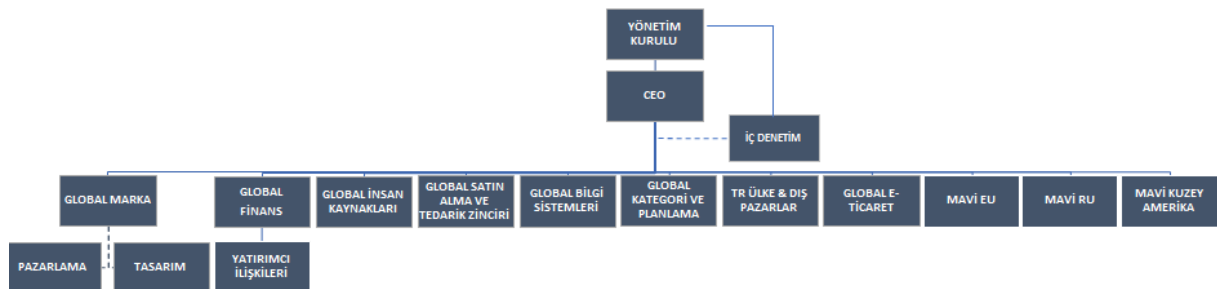 YÖNETİM
KURULU
CEO
İÇ DENETİM
GLOBAL MARKA
GLOBAL
FİNANS
GLOBAL İNSAN
KAYNAKLARI
GLOBAL SATIN
ALMA VE
TEDARİK ZİNCİRİ
GLOBAL BİLGİ
SİSTEMLERİ
GLOBAL
KATEGORİ VE
PLANLAMA
TR ÜLKE & DIŞ
PAZARLAR
GLOBAL E-
TİCARET
MAVİ EU
MAVİ RU
MAVİ KUZEY
AMERİKA
PAZARLAMA
TASARIM
YATIRIMCI
İLİŞKİLERİ